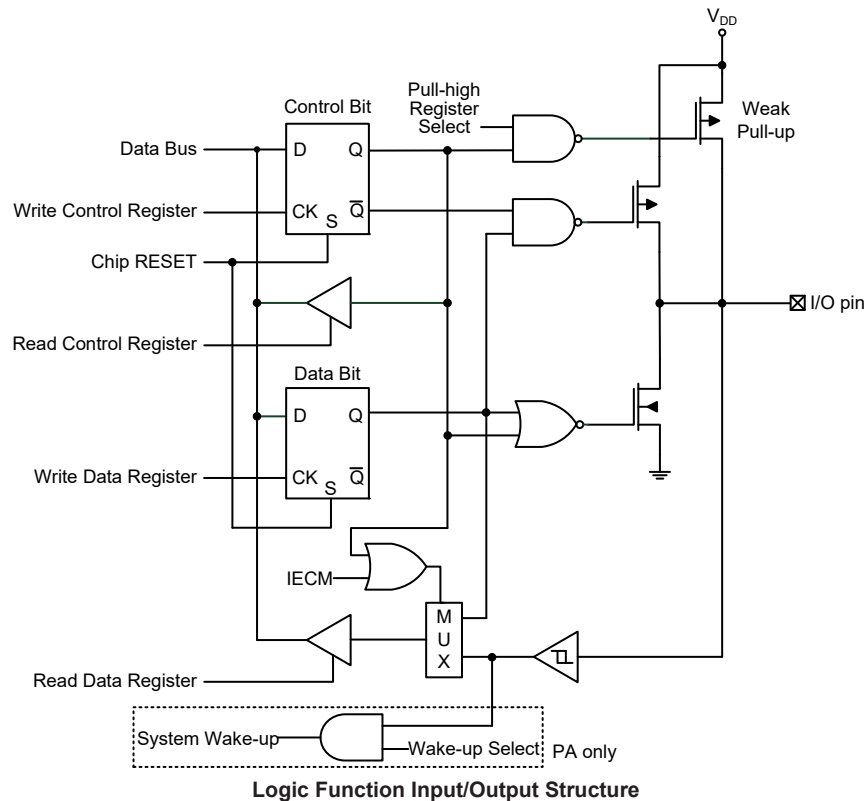 V_DD
Pull-high
Register
Select
Weak
Pull-up
Control Bit
Data Bus
D
Q
Write Control Register
CK
S
Q̅
Chip RESET
I/O pin
Read Control Register
Data Bit
D
Q
Write Data Register
CK
S
Q̅
IECM
M
U
X
Read Data Register
System Wake-up
Wake-up Select
PA only
Logic Function Input/Output Structure